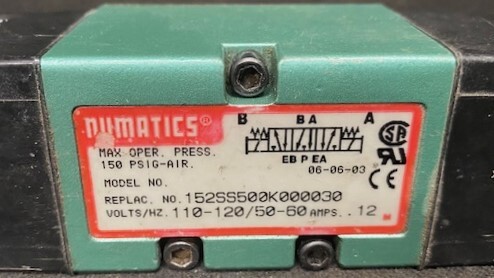 NUMATICS®
B BA A
EB P EA
MAX OPER. PRESS.
150 PSIG-AIR.
06-06-03
MODEL NO.
REPLAC. NO. 152SS500K000030
VOLTS/HZ. 110-120/50-60 AMPS. .12